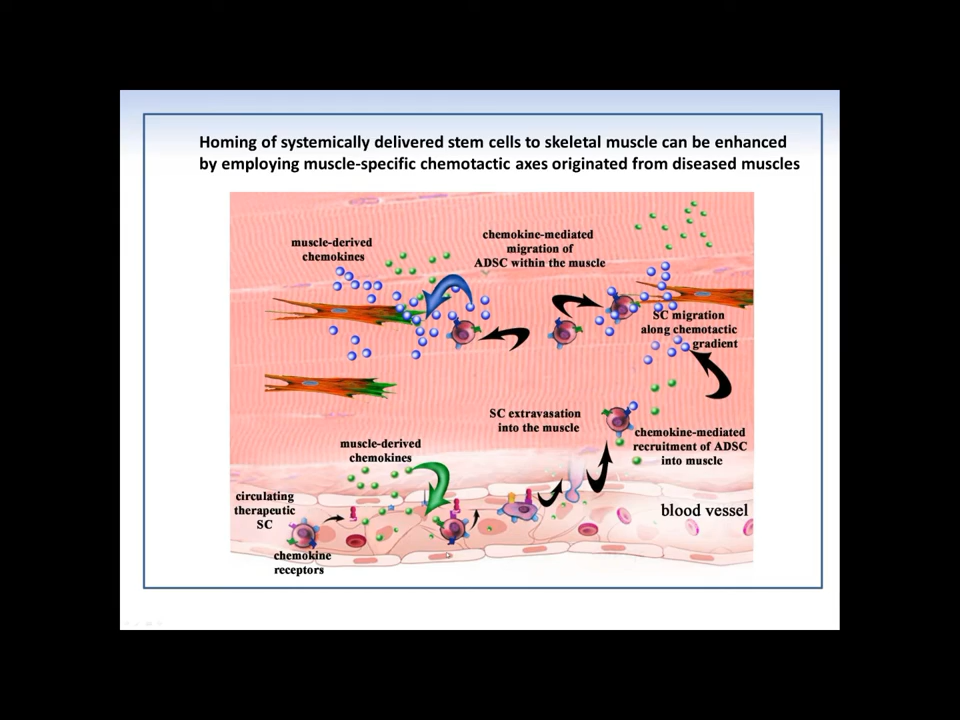 Homing of systemically delivered stem cells to skeletal muscle can be enhanced
by employing muscle-specific chemotactic axes originated from diseased muscles
muscle-derived
chemokines
chemokine-mediated
migration of
ADSC within the muscle
SC migration
along chemotactic
gradient
SC extravasation
into the muscle
chemokine-mediated
recruitment of ADSC
into muscle
muscle-derived
chemokines
circulating
therapeutic
SC
blood vessel
chemokine
receptors